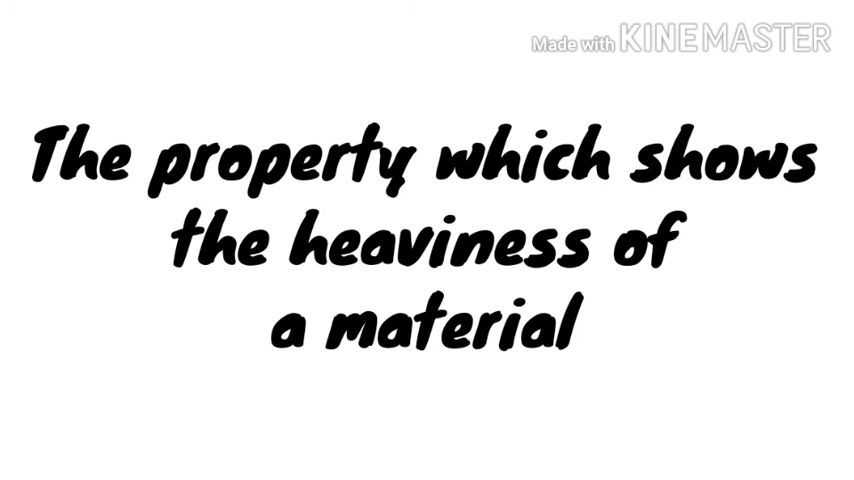 Made with KINEMASTER
The property which shows
the heaviness of
a material